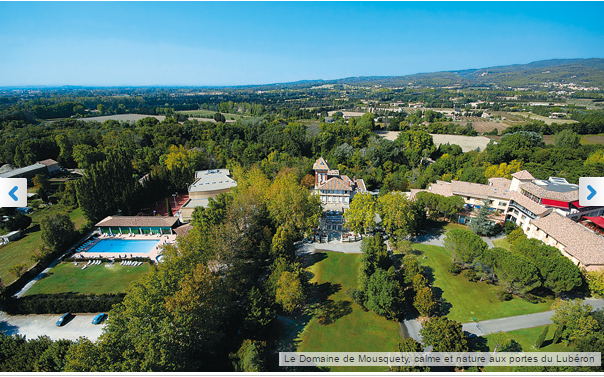 Le Domaine de Mousquety, calme et nature aux portes du Lubéron